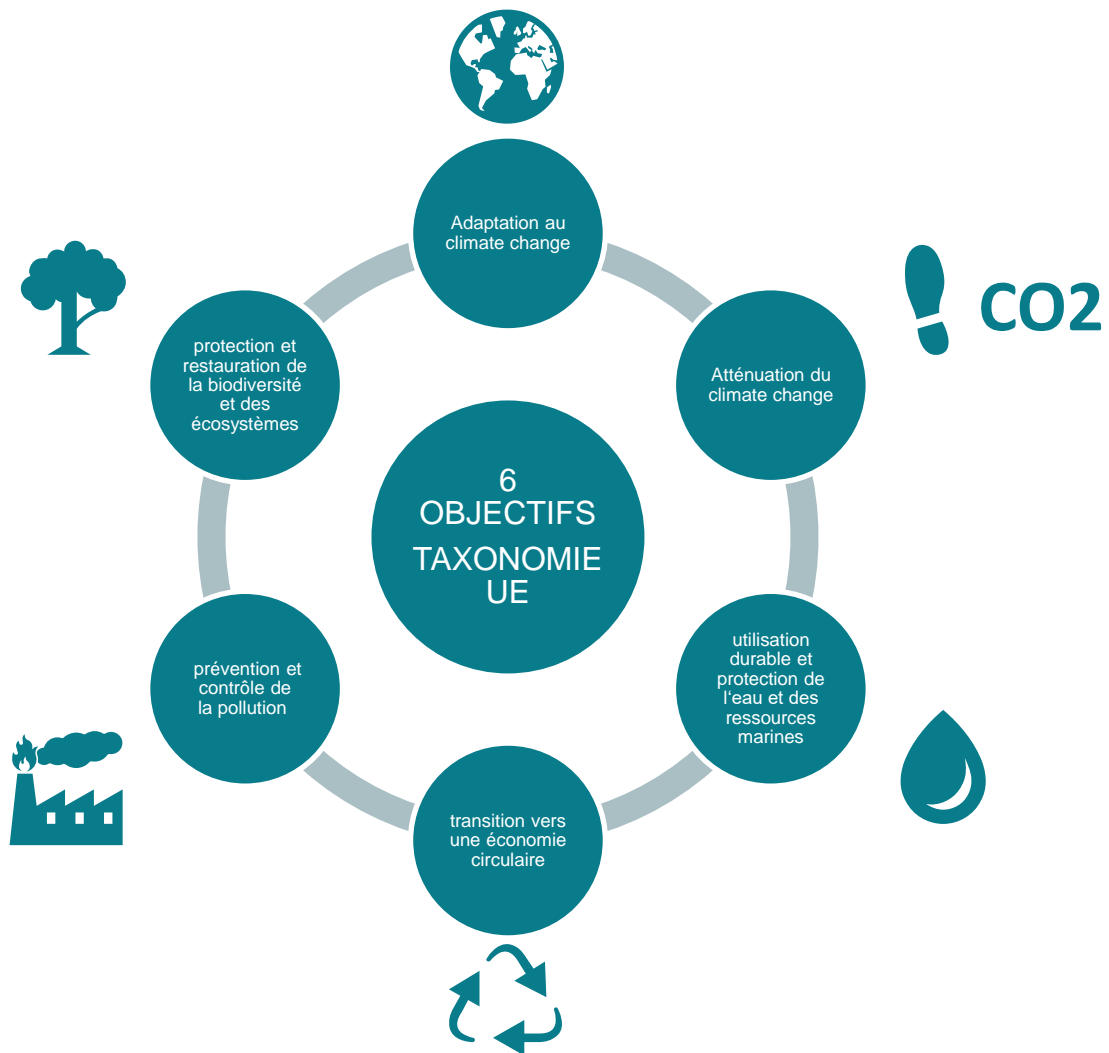 Adaptation au
climate change
CO2
Atténuation du
climate change
protection et
restauration de
la biodiversité
et des
écosystèmes
6
OBJECTIFS
TAXONOMIE
UE
utilisation
durable et
protection de
l'eau et des
ressources
marines
prévention et
contrôle de
la pollution
transition vers
une économie
circulaire